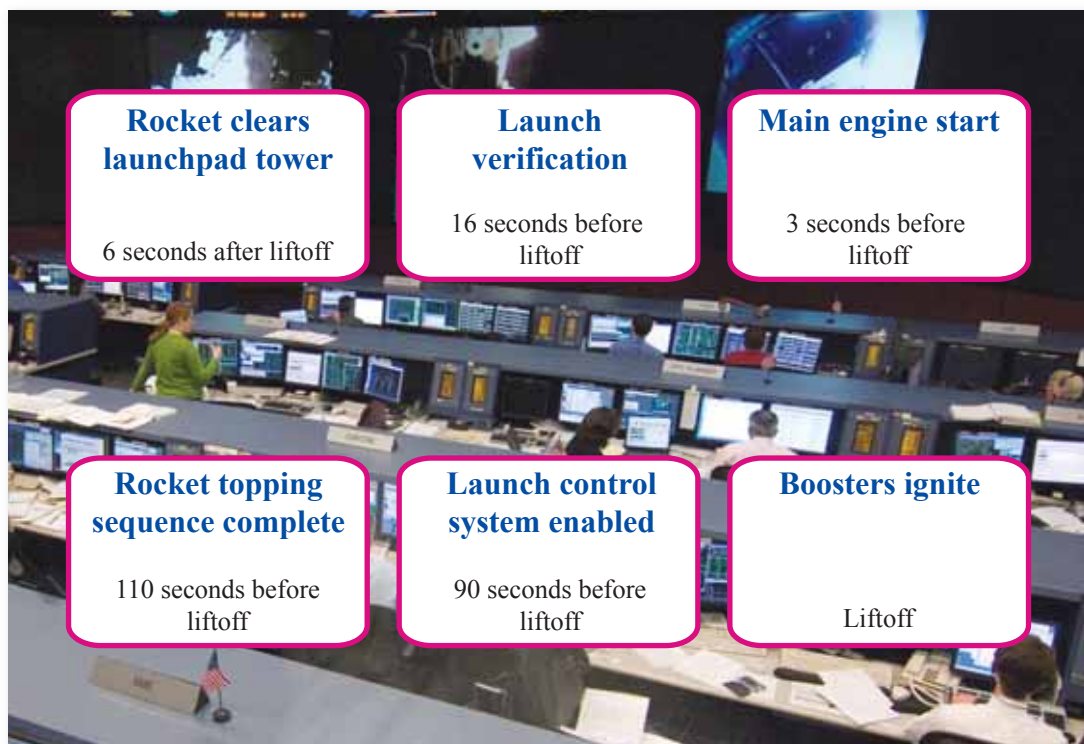 Rocket clears
launchpad tower
6 seconds after liftoff
Launch
verification
16 seconds before
liftoff
Main engine start
3 seconds before
liftoff
Rocket topping
sequence complete
110 seconds before
liftoff
Launch control
system enabled
90 seconds before
liftoff
Boosters ignite
Liftoff